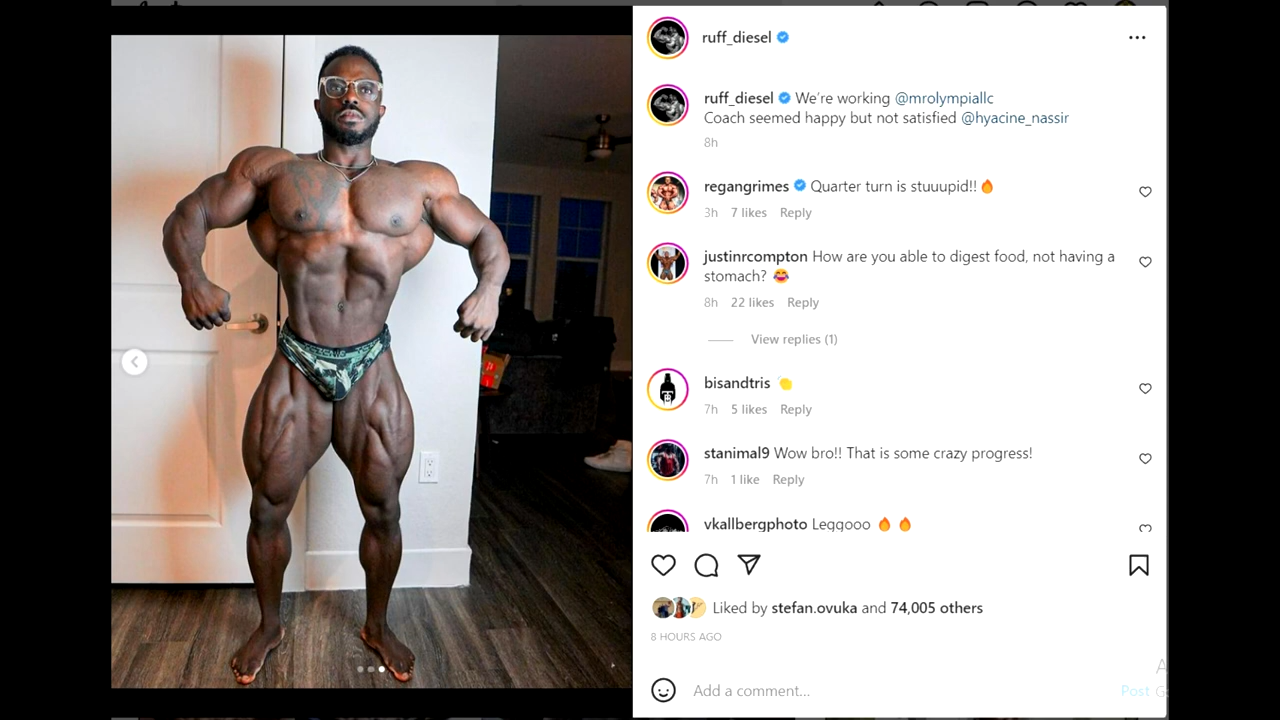 ruff_diesel
ruff_diesel We're working @mrolympiallc
Coach seemed happy but not satisfied @hyacine_nassir
8h
regangrimes Quarter turn is stuuupid!! 🔥
3h 7 likes Reply
justinrcompton How are you able to digest food, not having a
stomach? 😂
8h 22 likes Reply
View replies (1)
bisandtris 👏
7h 5 likes Reply
stanimal9 Wow bro!! That is some crazy progress!
7h 1 like Reply
vkallbergphoto Leggooo 🔥 🔥
Liked by stefan.ovuka and 74,005 others
8 HOURS AGO
Add a comment...
Post